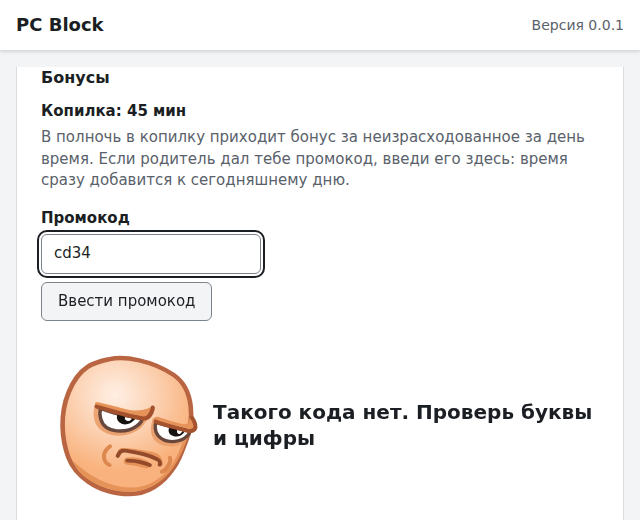 PC Block
Версия 0.0.1
Бонусы
Копилка: 45 мин
В полночь в копилку приходит бонус за неизрасходованное за день
время. Если родитель дал тебе промокод, введи его здесь: время
сразу добавится к сегодняшнему дню.
Промокод
cd34
Ввести промокод
Такого кода нет. Проверь буквы
и цифры